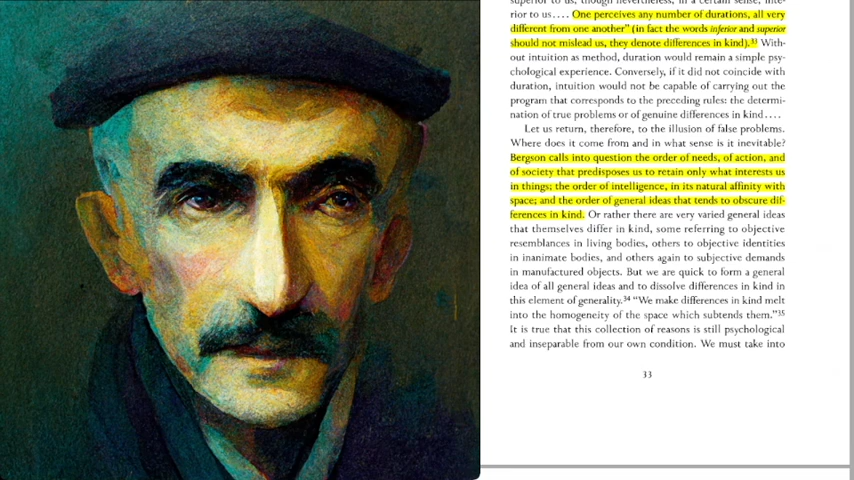 superior to us, though nevertheless, in a certain sense, infe-
rior to us.... One perceives any number of durations, all very
different from one another" (in fact the words inferior and superior
should not mislead us, they denote differences in kind).³³ With-
out intuition as method, duration would remain a simple psy-
chological experience. Conversely, if it did not coincide with
duration, intuition would not be capable of carrying out the
program that corresponds to the preceding rules: the determi-
nation of true problems or of genuine differences in kind....
Let us return, therefore, to the illusion of false problems.
Where does it come from and in what sense is it inevitable?
Bergson calls into question the order of needs, of action, and
of society that predisposes us to retain only what interests us
in things; the order of intelligence, in its natural affinity with
space; and the order of general ideas that tends to obscure dif-
ferences in kind. Or rather there are very varied general ideas
that themselves differ in kind, some referring to objective
resemblances in living bodies, others to objective identities
in inanimate bodies, and others again to subjective demands
in manufactured objects. But we are quick to form a general
idea of all general ideas and to dissolve differences in kind in
this element of generality.³⁴ "We make differences in kind melt
into the homogeneity of the space which subtends them."³⁵
It is true that this collection of reasons is still psychological
and inseparable from our own condition. We must take into
33